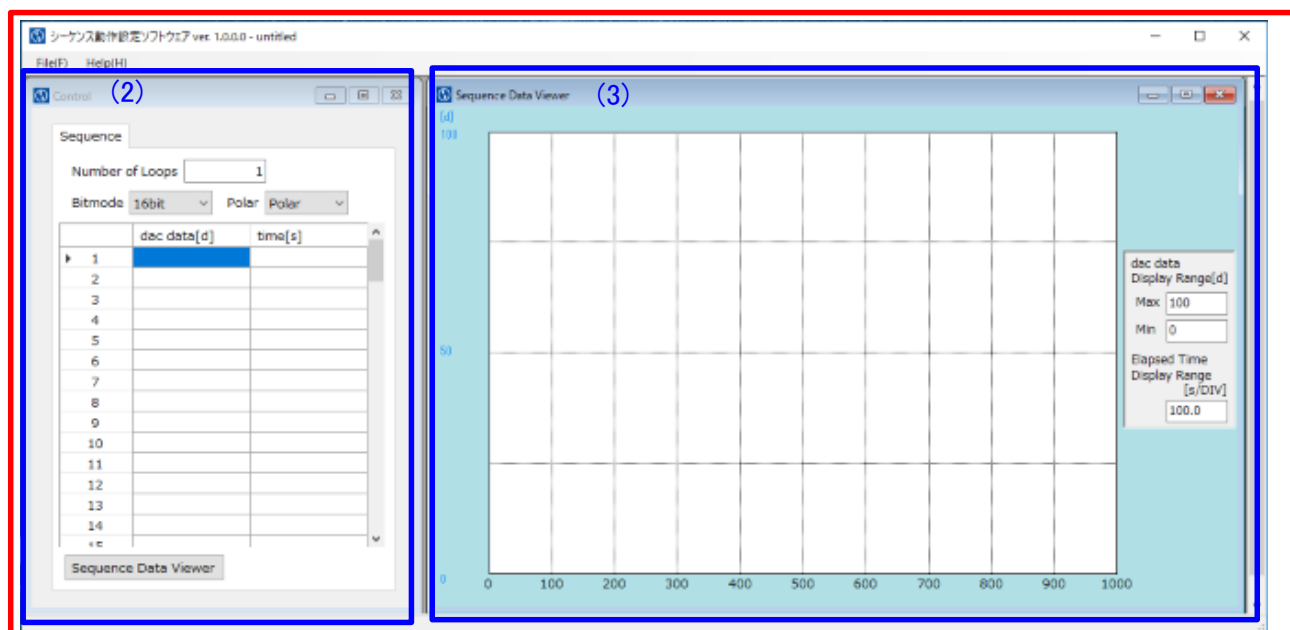 シーケンス動作設定ソフトウェア ver. 1.0.0.0 - untitled
File(F) Help(H)
Control (2)
Sequence
Number of Loops 1
Bitmode 16bit Polar Polar
dac data[d] time[s]
1
2
3
4
5
6
7
8
9
10
11
12
13
14
15
Sequence Data Viewer
Sequence Data Viewer (3)
[d]
100
50
0
0 100 200 300 400 500 600 700 800 900 1000
dac data
Display Range[d]
Max 100
Min 0
Elapsed Time
Display Range
[s/DIV]
100.0